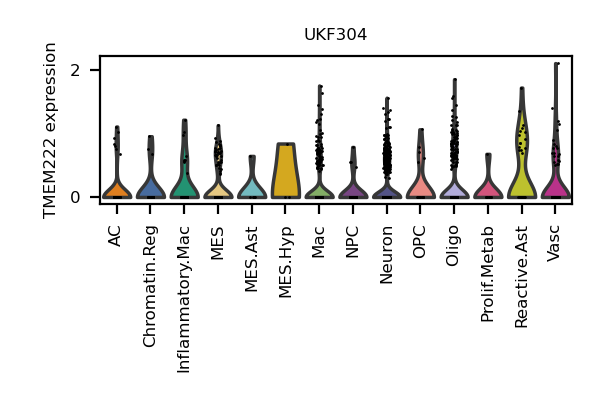 UKF304
TMEM222 expression
2
0
AC
Chromatin.Reg
Inflammatory.Mac
MES
MES.Ast
MES.Hyp
Mac
NPC
Neuron
OPC
Oligo
Prolif.Metab
Reactive.Ast
Vasc